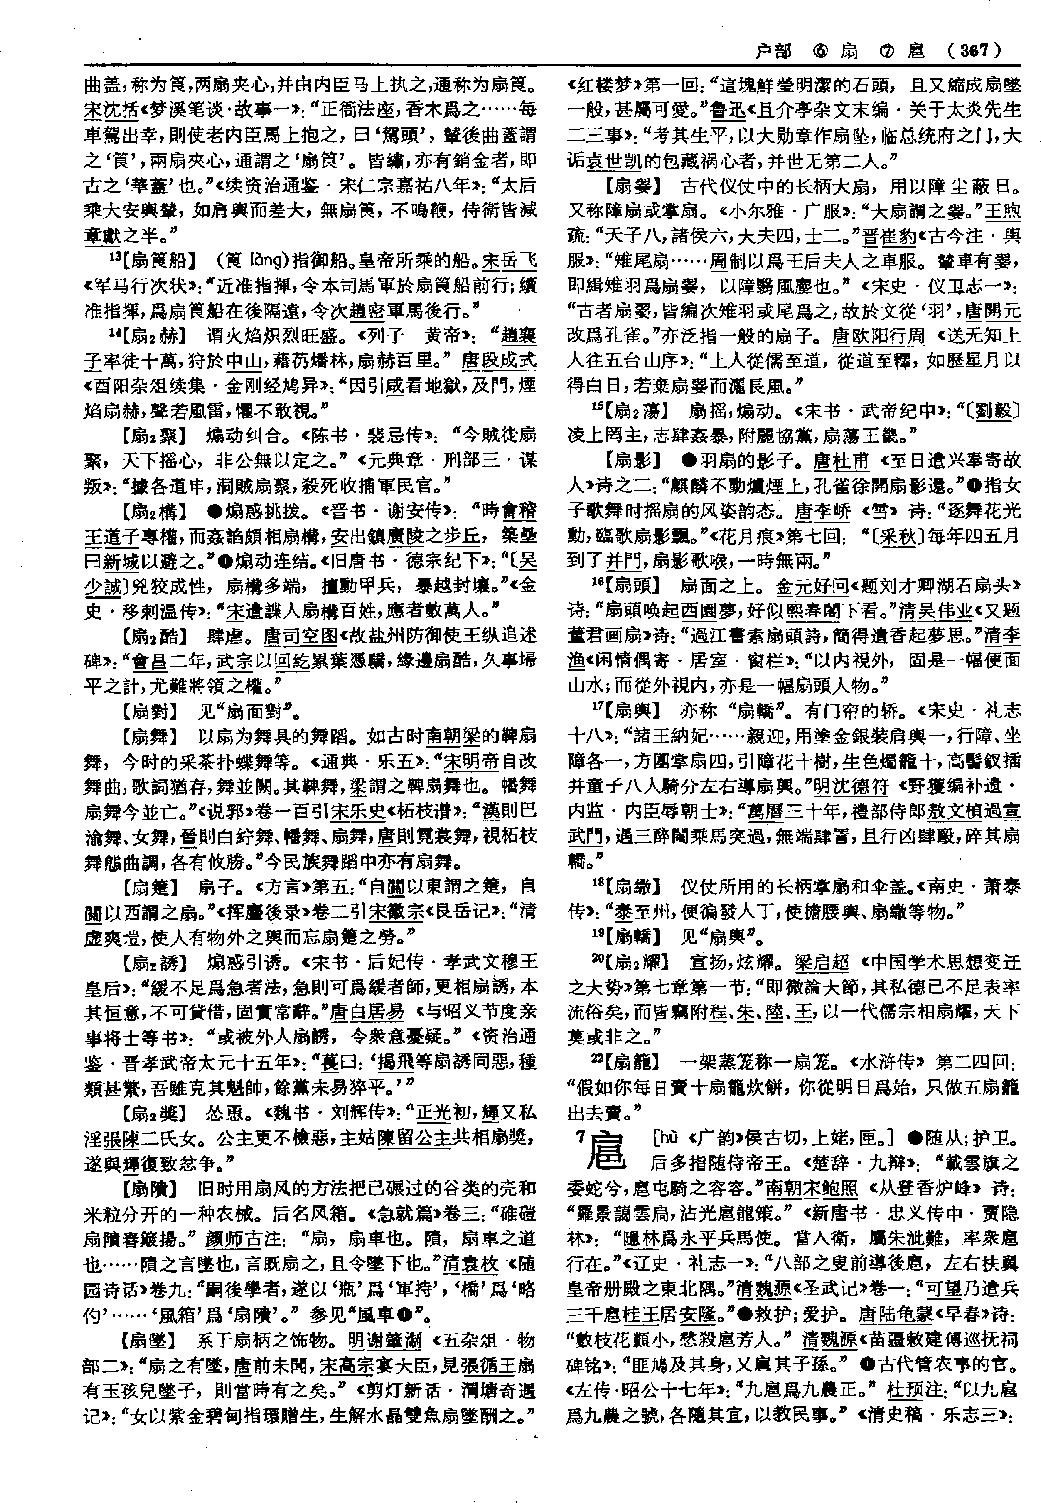 户部 ⑥ 扇 ⑦ 扈 (367)
曲盖,称为筤,两扇夹心,并由内臣马上执之,通称为扇筤。
宋沈括《梦溪笔谈·故事一》:“正衙法座,香木爲之……每
車駕出幸,則使老内臣馬上抱之,曰‘駕頭’,輦後曲蓋謂
之‘筤’,兩扇夾心,通謂之‘扇筤’。皆繡,亦有銷金者,即
古之‘華蓋’也。”《续资治通鉴·宋仁宗嘉祐八年》:“太后
乘大安輿輦,如肩輿而差大,無扇筤,不鳴鞭,侍衛皆減
章獻之半。”
¹³【扇筤船】 (筤 làng)指御船。皇帝所乘的船。宋岳飞
《军马行次状》:“近准指揮,令本司馬軍於扇筤船前行;續
准指揮,爲扇筤船在後隔遠,令次趙密軍馬後行。”
¹⁴【扇₂赫】 谓火焰炽烈旺盛。《列子·黄帝》:“趙襄
子率徒十萬,狩於中山,藉芿燔林,扇赫百里。”唐段成式
《酉阳杂俎续集·金刚经鸠异》:“因引咸看地獄,及門,煙
焰扇赫,聲若風雷,懼不敢視。”
【扇₂聚】 煽动纠合。《陈书·裴忌传》:“今賊徒扇
聚,天下摇心,非公無以定之。”《元典章·刑部三·谋
叛》:“據各道申,洞賊扇聚,殺死收捕軍民官。”
【扇₂構】 ❶煽惑挑拨。《晋书·谢安传》:“時會稽
王道子專權,而姦諂頗相扇構,安出鎮廣陵之步丘,築壘
曰新城以避之。”❷煽动连结。《旧唐书·德宗纪下》:“〔吴
少誠〕兇狡成性,扇構多端,擅動甲兵,暴越封壤。”《金
史·移剌温传》:“宋遣諜人扇構百姓,應者數萬人。”
【扇₂酷】 肆虐。唐司空图《故盐州防御使王纵追述
碑》:“會昌二年,武宗以回紇累葉憑驕,緣邊扇酷,久事埽
平之計,尤難將領之權。”
【扇對】 见“扇面對”。
【扇舞】 以扇为舞具的舞蹈。如古时南朝梁的鞞扇
舞,今时的采茶扑蝶舞等。《通典·乐五》:“宋明帝自改
舞曲,歌詞猶存,舞並闕。其鞞舞,梁謂之鞞扇舞也。幡舞
扇舞今並亡。”《说郛》卷一百引宋乐史《柘枝谱》:“漢則巴
渝舞、女舞,晉則白紵舞、幡舞、扇舞,唐則霓裳舞,視柘枝
舞態曲調,各有攸勝。”今民族舞蹈中亦有扇舞。
【扇箑】 扇子。《方言》第五:“自關以東謂之箑,自
關以西謂之扇。”《挥麈後录》卷二引宋徽宗《艮岳记》:“清
虚爽塏,使人有物外之興而忘扇箑之勞。”
【扇₂誘】 煽惑引诱。《宋书·后妃传·孝武文穆王
皇后》:“緩不足爲急者法,急則可爲緩者師,更相扇誘,本
其恒意,不可貸借,固實常辭。”唐白居易《与昭义节度亲
事将士等书》:“或被外人扇誘,令衆意憂疑。”《资治通
鉴·晋孝武帝太元十五年》:“萇曰:‘揭飛等扇誘同惡,種
類甚繁,吾雖克其魁帥,餘黨未易猝平。’”
【扇₂奬】 怂恿。《魏书·刘辉传》:“正光初,輝又私
淫張陳二氏女。公主更不檢惡,主姑陳留公主共相扇奬,
遂與輝復致忿争。”
【扇隤】 旧时用扇风的方法把已碾过的谷类的壳和
米粒分开的一种农械。后名风箱。《急就篇》卷三:“碓磑
扇隤舂簸揚。”颜师古注:“扇,扇車也。隤,扇車之道
也……隤之言墜也,言既扇之,且令墜下也。”清袁枚《随
园诗话》卷九:“嗣後學者,遂以‘瓶’爲‘軍持’,‘橋’爲‘略
彴’……‘風箱’爲‘扇隤’。”参见“風車❶”。
【扇墜】 系于扇柄之饰物。明谢肇淛《五杂俎·物
部二》:“扇之有墜,唐前未聞,宋高宗宴大臣,見張循王扇
有玉孩兒墜子,則當時有之矣。”《剪灯新话·渭塘奇遇
记》:“女以紫金碧甸指環贈生,生解水晶雙魚扇墜酬之。”
《红楼梦》第一回:“這塊鮮瑩明潔的石頭,且又縮成扇墜
一般,甚屬可愛。”鲁迅《且介亭杂文末编·关于太炎先生
二三事》:“考其生平,以大勋章作扇坠,临总统府之门,大
诟袁世凯的包藏祸心者,并世无第二人。”
【扇翣】 古代仪仗中的长柄大扇,用以障尘蔽日。
又称障扇或掌扇。《小尔雅·广服》:“大扇謂之翣。”王煦
疏:“天子八,諸侯六,大夫四,士二。”晋崔豹《古今注·舆
服》:“雉尾扇……周制以爲王后夫人之車服。輦車有翣,
即緝雉羽爲扇翣,以障翳風塵也。”《宋史·仪卫志一》:
“古者扇翣,皆編次雉羽或尾爲之,故於文從‘羽’,唐開元
改爲孔雀。”亦泛指一般的扇子。唐欧阳行周《送无知上
人往五台山序》:“上人從儒至道,從道至釋,如歷星月以
得白日,若棄扇翣而灑長風。”
¹⁵【扇₂蕩】 扇摇,煽动。《宋书·武帝纪中》:“〔劉毅〕
凌上罔主,志肆姦暴,附麗協黨,扇蕩王畿。”
【扇影】 ❶羽扇的影子。唐杜甫《至日遣兴奉寄故
人》诗之二:“麒麟不動爐煙上,孔雀徐開扇影還。”❷指女
子歌舞时摇扇的风姿韵态。唐李峤《雪》诗:“逐舞花光
動,臨歌扇影飄。”《花月痕》第七回:“〔采秋〕每年四五月
到了并門,扇影歌喉,一時無兩。”
¹⁶【扇頭】 扇面之上。金元好问《题刘才卿湖石扇头》
诗:“扇頭唤起西園夢,好似熙春閣下看。”清吴伟业《又题
董君画扇》诗:“過江書索扇頭詩,簡得遺香起夢思。”清李
渔《闲情偶寄·居室·窗栏》:“以内視外,固是一幅便面
山水;而從外視内,亦是一幅扇頭人物。”
¹⁷【扇輿】 亦称“扇轎”。有门帘的轿。《宋史·礼志
十八》:“諸王納妃……親迎,用塗金銀裝肩輿一,行障、坐
障各一,方團掌扇四,引障花十樹,生色燭籠十,高髻釵插
并童子八人騎分左右導扇輿。”明沈德符《野獲编补遗·
内监·内臣辱朝士》:“萬曆三十年,禮部侍郎敖文楨過宣
武門,遇三醉閹乘馬突過,無端肆詈,且行凶肆毆,碎其扇
轎。”
¹⁸【扇繖】 仪仗所用的长柄掌扇和伞盖。《南史·萧泰
传》:“泰至州,便徧發人丁,使擔腰輿、扇繖等物。”
¹⁹【扇轎】 见“扇輿”。
²⁰【扇₂耀】 宣扬,炫耀。梁启超《中国学术思想变迁
之大势》第七章第一节:“即微論大節,其私德已不足表率
流俗矣,而皆竊附程、朱、陸、王,以一代儒宗相扇耀,天下
莫或非之。”
²²【扇籠】 一架蒸笼称一扇笼。《水浒传》第二四回:
“假如你每日賣十扇籠炊餅,你從明日爲始,只做五扇籠
出去賣。”
⁷扈 [hù 《广韵》侯古切,上姥,匣。] ❶随从;护卫。
后多指随侍帝王。《楚辞·九辩》:“載雲旗之
委蛇兮,扈屯騎之容容。”南朝宋鲍照《从登香炉峰》诗:
“羅景藹雲扃,沾光扈龍策。”《新唐书·忠义传中·贾隐
林》:“隱林爲永平兵馬使。當入衛,屬朱泚難,率衆扈
行在。”《辽史·礼志一》:“八部之叟前導後扈,左右扶翼
皇帝册殿之東北隅。”清魏源《圣武记》卷一:“可望乃遣兵
三千扈桂王居安隆。”❷救护;爱护。唐陆龟蒙《早春》诗:
“數枝花顟小,愁殺扈芳人。”清魏源《苗疆敕建傅巡抚祠
碑铭》:“匪鳩及其身,又扈其子孫。”❸古代管农事的官。
《左传·昭公十七年》:“九扈爲九農正。”杜预注:“以九扈
爲九農之號,各隨其宜,以教民事。”《清史稿·乐志三》: